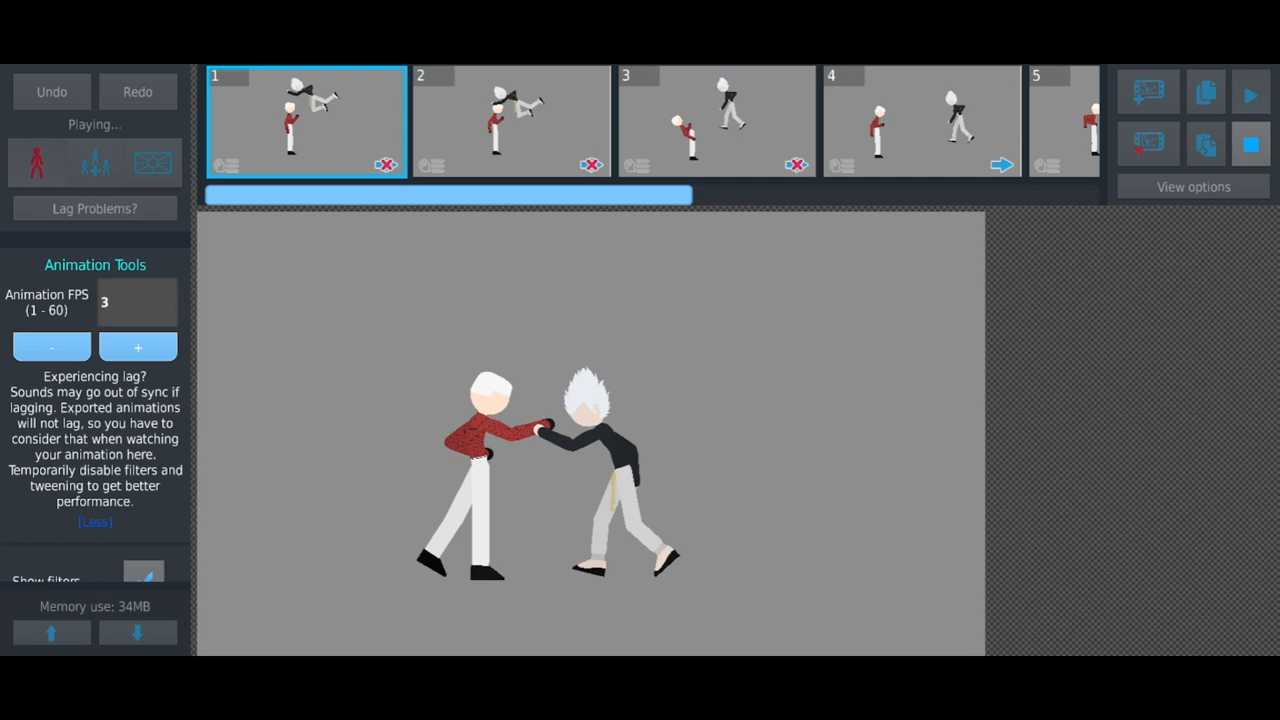 Undo
Redo
Playing...
Lag Problems?
1
2
3
4
5
View options
Animation Tools
Animation FPS
(1 - 60)
3
-
+
Experiencing lag?
Sounds may go out of sync if
lagging. Exported animations
will not lag, so you have to
consider that when watching
your animation here.
Temporarily disable filters and
tweening to get better
performance.
[Less]
Show filters
Memory use: 34MB